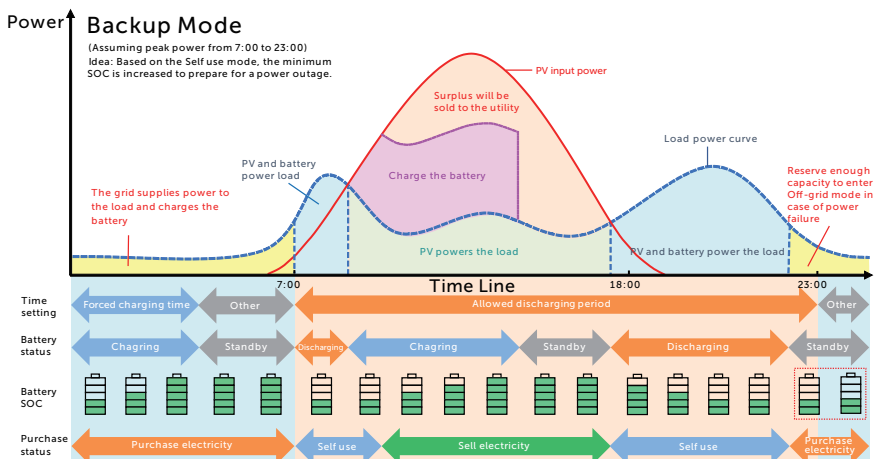 Power
Backup Mode
(Assuming peak power from 7:00 to 23:00)
Idea: Based on the Self use mode, the minimum
SOC is increased to prepare for a power outage.
PV input power
Surplus will be
sold to the utility
Load power curve
PV and battery
power load
Charge the battery
Reserve enough
capacity to enter
Off-grid mode in
case of power
failure
The grid supplies power to
the load and charges the
battery
PV powers the load
PV and battery power the load
7:00
Time Line
18:00
23:00
Time
setting
Forced charging time
Other
Allowed discharging period
Other
Battery
status
Chagring
Standby
Discharging
Chagring
Standby
Discharging
Standby
Battery
SOC
Purchase
status
Purchase electricity
Self use
Sell electricity
Self use
Purchase
electricity